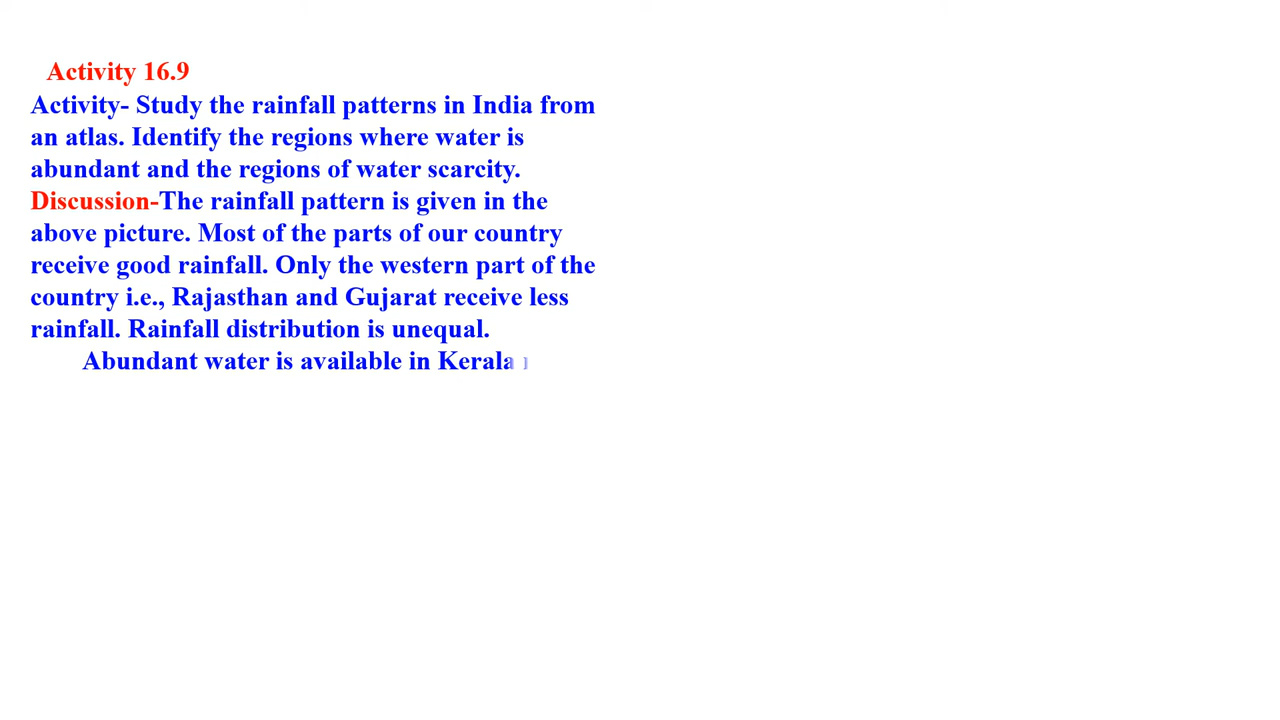 Activity 16.9
Activity- Study the rainfall patterns in India from
an atlas. Identify the regions where water is
abundant and the regions of water scarcity.
Discussion-The rainfall pattern is given in the
above picture. Most of the parts of our country
receive good rainfall. Only the western part of the
country i.e., Rajasthan and Gujarat receive less
rainfall. Rainfall distribution is unequal.
Abundant water is available in Kerala